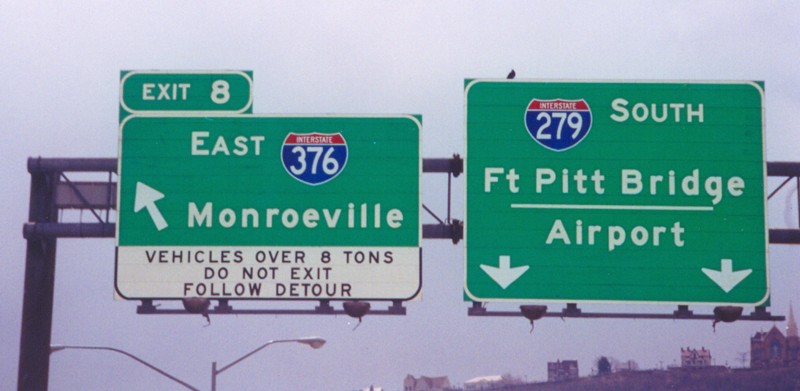 EXIT 8
EAST INTERSTATE 376
Monroeville
VEHICLES OVER 8 TONS
DO NOT EXIT
FOLLOW DETOUR
INTERSTATE 279 SOUTH
Ft Pitt Bridge
Airport